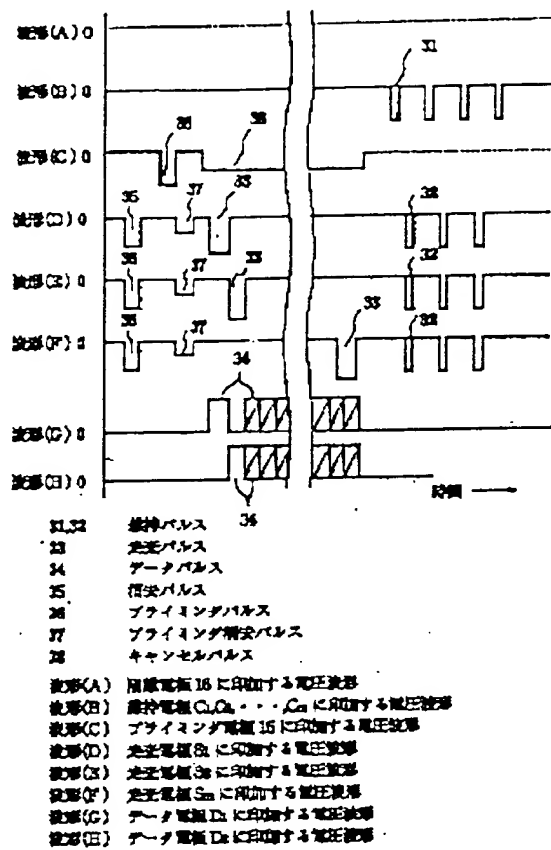 波形(A) 0
31
波形(B) 0
36
38
波形(C) 0
33
35
37
波形(D) 0
32
36
37
33
波形(E) 0
32
36
37
33
波形(F) 0
32
34
波形(G) 0
波形(H) 0
34
時間
31,32 維持パルス
33 走査パルス
34 データパルス
35 消去パルス
36 プライミングパルス
37 プライミング消去パルス
38 キャンセルパルス
波形(A) 隔離電極16に印加する電圧波形
波形(B) 維持電極C₁,C₂,・・・,Cₘに印加する電圧波形
波形(C) プライミング電極15に印加する電圧波形
波形(D) 走査電極S₁に印加する電圧波形
波形(E) 走査電極S₂に印加する電圧波形
波形(F) 走査電極Sₘに印加する電圧波形
波形(G) データ電極D₁に印加する電圧波形
波形(H) データ電極D₂に印加する電圧波形